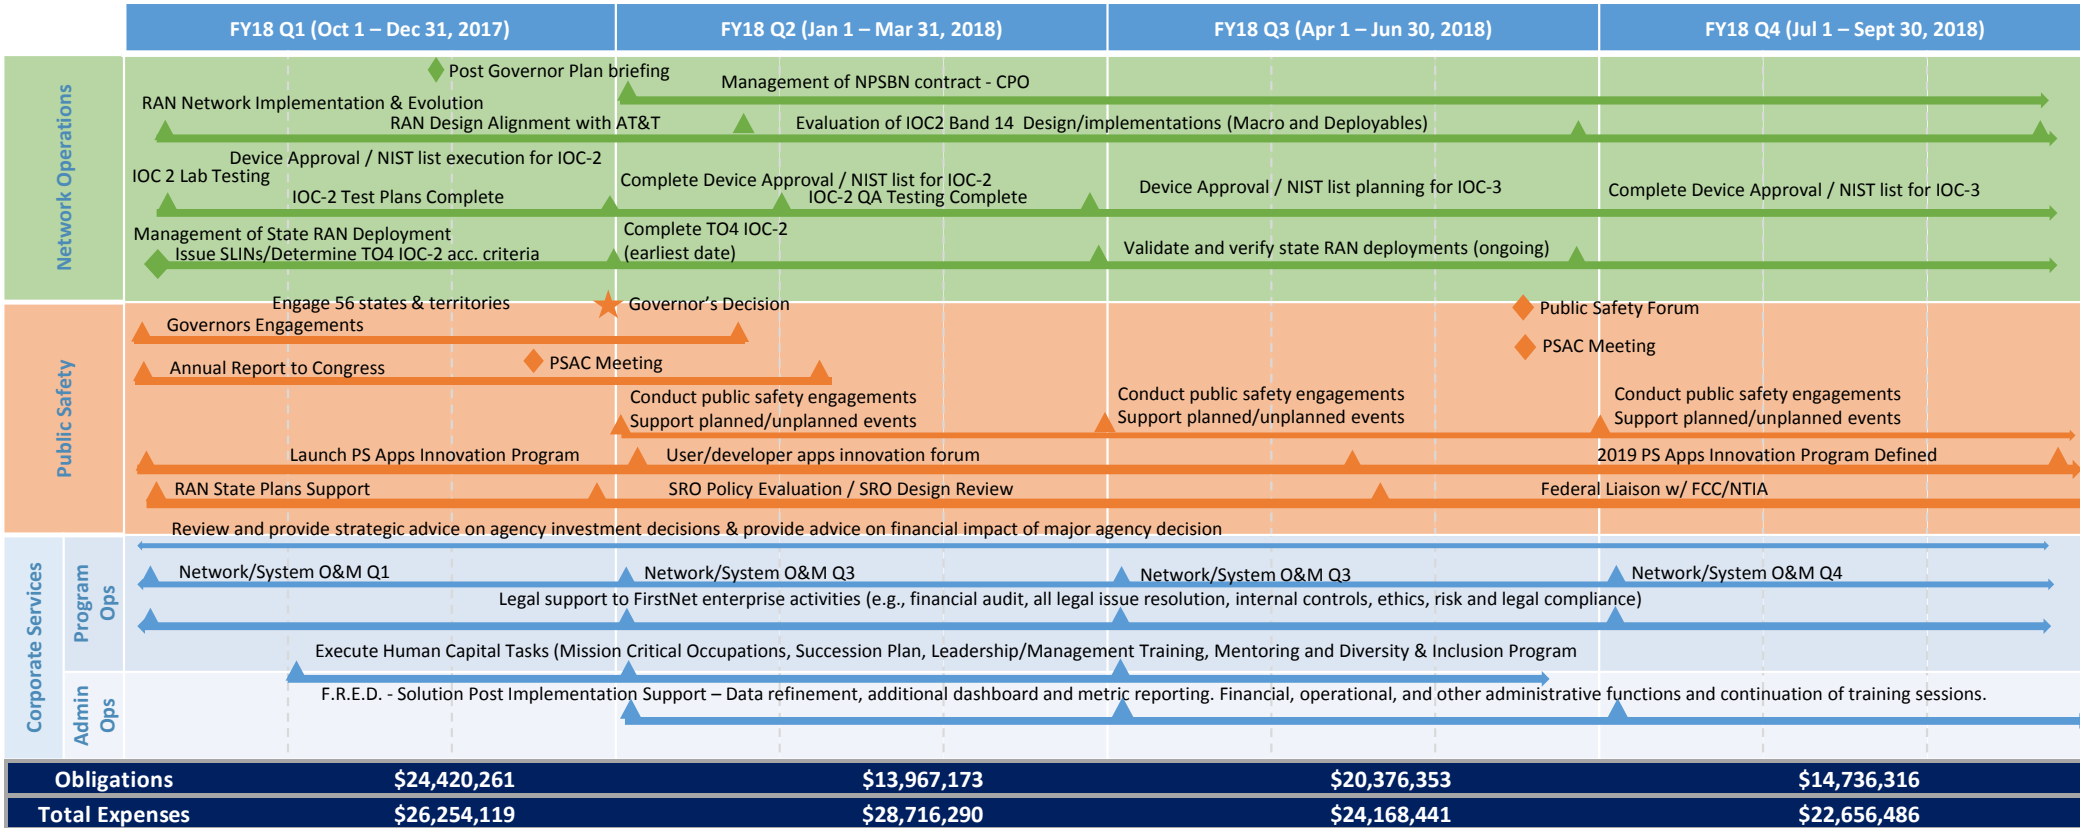 FY18 Q1 (Oct 1 – Dec 31, 2017)
FY18 Q2 (Jan 1 – Mar 31, 2018)
FY18 Q3 (Apr 1 – Jun 30, 2018)
FY18 Q4 (Jul 1 – Sept 30, 2018)
Network Operations
Post Governor Plan briefing
Management of NPSBN contract - CPO
RAN Network Implementation & Evolution
RAN Design Alignment with AT&T
Evaluation of IOC2 Band 14 Design/implementations (Macro and Deployables)
Device Approval / NIST list execution for IOC-2
IOC 2 Lab Testing
IOC-2 Test Plans Complete
Complete Device Approval / NIST list for IOC-2
IOC-2 QA Testing Complete
Device Approval / NIST list planning for IOC-3
Complete Device Approval / NIST list for IOC-3
Management of State RAN Deployment
Issue SLINs/Determine TO4 IOC-2 acc. criteria
Complete TO4 IOC-2
(earliest date)
Validate and verify state RAN deployments (ongoing)
Public Safety
Engage 56 states & territories
Governor's Decision
Public Safety Forum
Governors Engagements
PSAC Meeting
Annual Report to Congress
PSAC Meeting
Conduct public safety engagements
Support planned/unplanned events
Conduct public safety engagements
Support planned/unplanned events
Conduct public safety engagements
Support planned/unplanned events
Launch PS Apps Innovation Program
User/developer apps innovation forum
2019 PS Apps Innovation Program Defined
RAN State Plans Support
SRO Policy Evaluation / SRO Design Review
Federal Liaison w/ FCC/NTIA
Corporate Services
Program
Ops
Review and provide strategic advice on agency investment decisions & provide advice on financial impact of major agency decision
Network/System O&M Q1
Network/System O&M Q3
Network/System O&M Q3
Network/System O&M Q4
Legal support to FirstNet enterprise activities (e.g., financial audit, all legal issue resolution, internal controls, ethics, risk and legal compliance)
Execute Human Capital Tasks (Mission Critical Occupations, Succession Plan, Leadership/Management Training, Mentoring and Diversity & Inclusion Program
Admin
Ops
F.R.E.D. - Solution Post Implementation Support – Data refinement, additional dashboard and metric reporting. Financial, operational, and other administrative functions and continuation of training sessions.
Obligations $24,420,261 $13,967,173 $20,376,353 $14,736,316
Total Expenses $26,254,119 $28,716,290 $24,168,441 $22,656,486